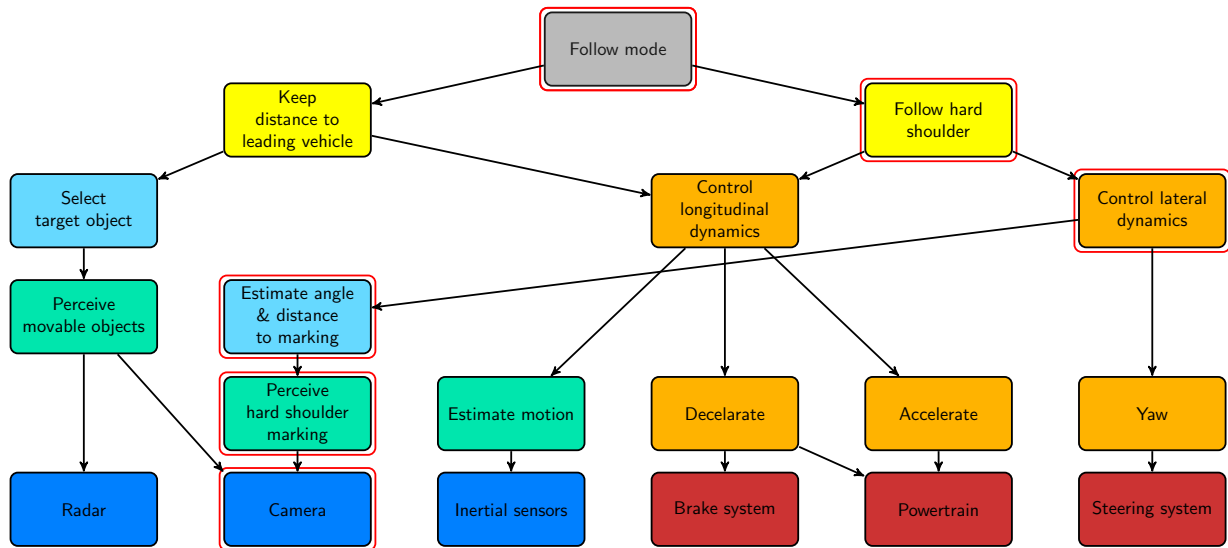 Follow mode
Keep
distance to
leading vehicle
Follow hard
shoulder
Select
target object
Control
longitudinal
dynamics
Control lateral
dynamics
Perceive
movable objects
Estimate angle
& distance
to marking
Perceive
hard shoulder
marking
Estimate motion
Decelarate
Accelerate
Yaw
Radar
Camera
Inertial sensors
Brake system
Powertrain
Steering system